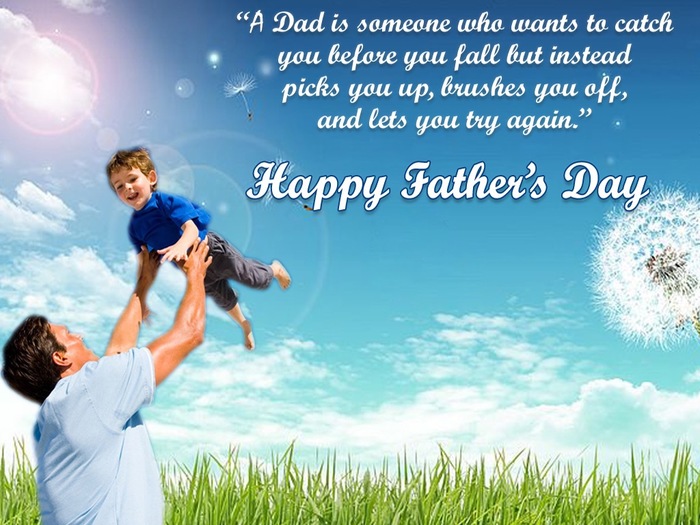 “A Dad is someone who wants to catch
you before you fall but instead
picks you up, brushes you off,
and lets you try again.”
Happy Father’s Day